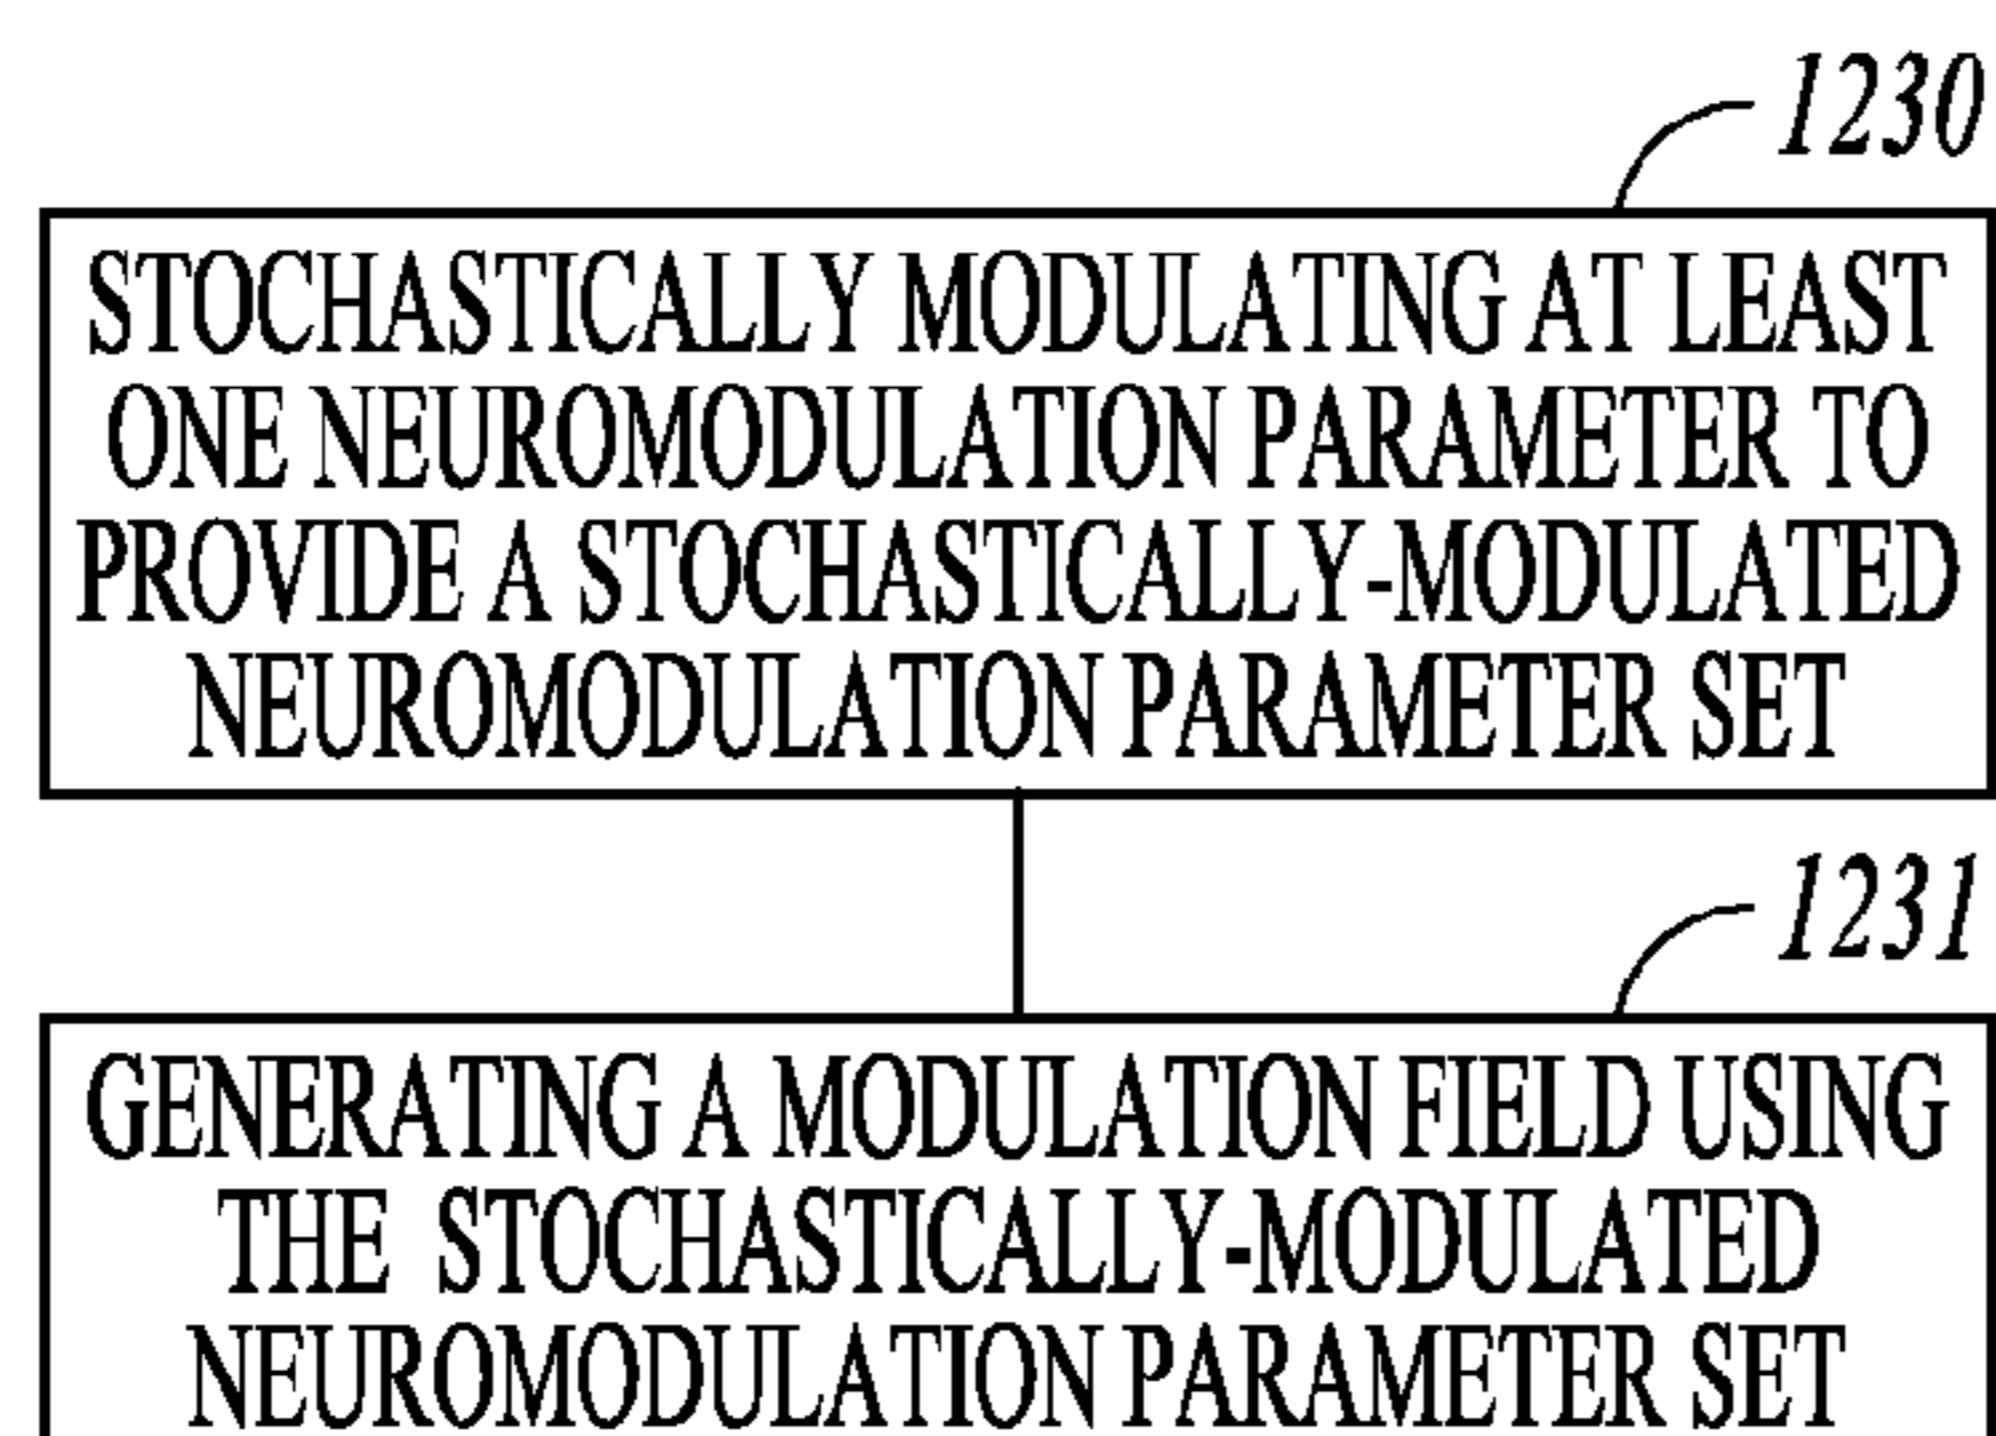 1230
STOCHASTICALLY MODULATING AT LEAST
ONE NEUROMODULATION PARAMETER TO
PROVIDE A STOCHASTICALLY-MODULATED
NEUROMODULATION PARAMETER SET
1231
GENERATING A MODULATION FIELD USING
THE STOCHASTICALLY-MODULATED
NEUROMODULATION PARAMETER SET